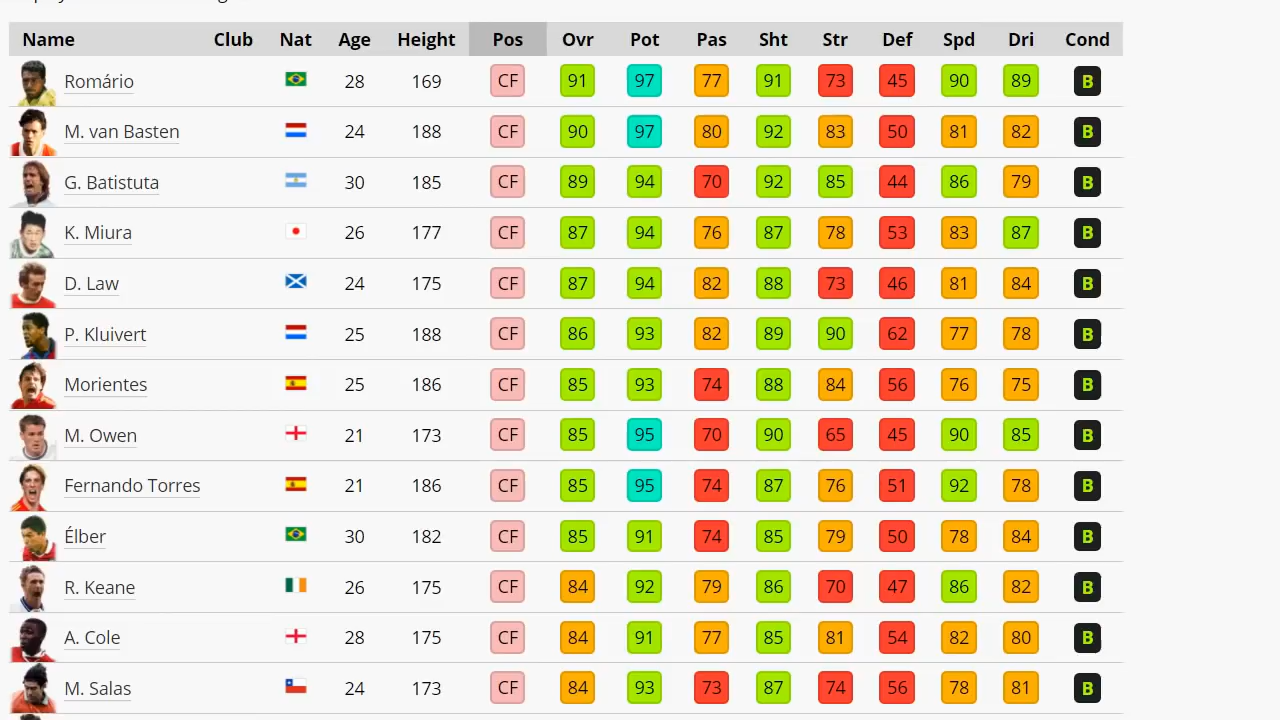 Name Club Nat Age Height Pos Ovr Pot Pas Sht Str Def Spd Dri Cond
Romário 28 169 CF 91 97 77 91 73 45 90 89 B
M. van Basten 24 188 CF 90 97 80 92 83 50 81 82 B
G. Batistuta 30 185 CF 89 94 70 92 85 44 86 79 B
K. Miura 26 177 CF 87 94 76 87 78 53 83 87 B
D. Law 24 175 CF 87 94 82 88 73 46 81 84 B
P. Kluivert 25 188 CF 86 93 82 89 90 62 77 78 B
Morientes 25 186 CF 85 93 74 88 84 56 76 75 B
M. Owen 21 173 CF 85 95 70 90 65 45 90 85 B
Fernando Torres 21 186 CF 85 95 74 87 76 51 92 78 B
Élber 30 182 CF 85 91 74 85 79 50 78 84 B
R. Keane 26 175 CF 84 92 79 86 70 47 86 82 B
A. Cole 28 175 CF 84 91 77 85 81 54 82 80 B
M. Salas 24 173 CF 84 93 73 87 74 56 78 81 B